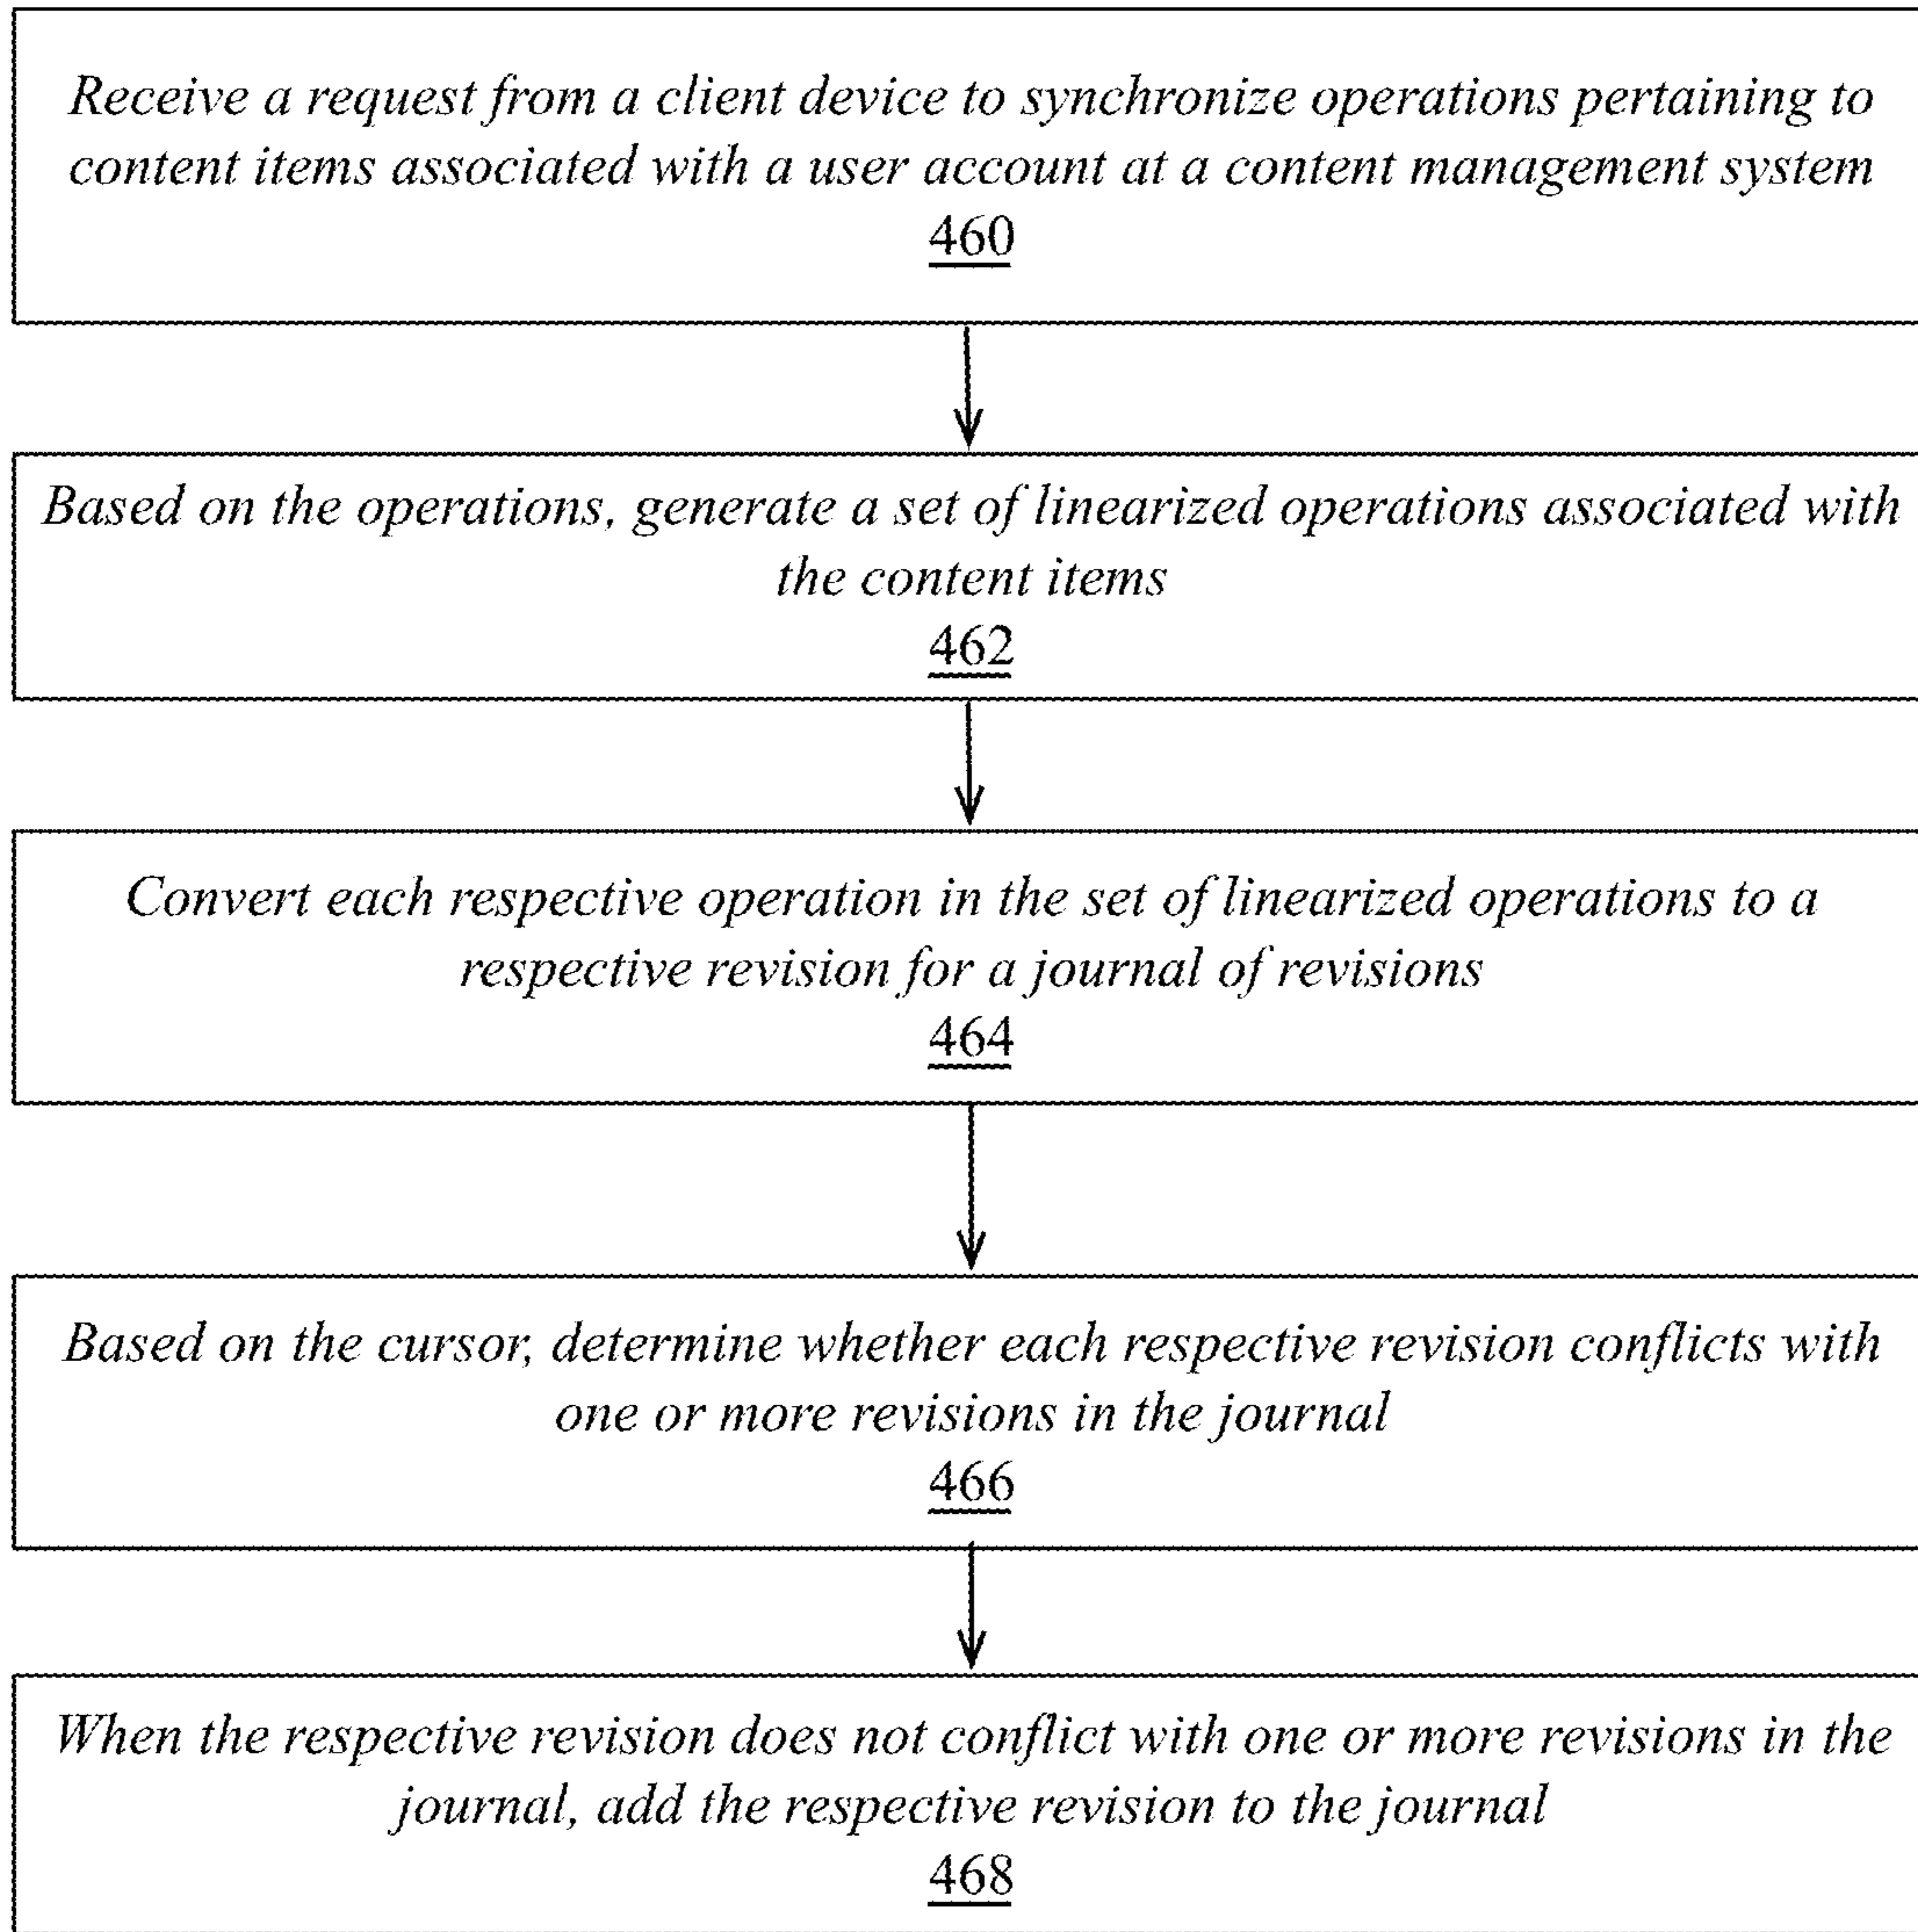 Receive a request from a client device to synchronize operations pertaining to
content items associated with a user account at a content management system
460
Based on the operations, generate a set of linearized operations associated with
the content items
462
Convert each respective operation in the set of linearized operations to a
respective revision for a journal of revisions
464
Based on the cursor, determine whether each respective revision conflicts with
one or more revisions in the journal
466
When the respective revision does not conflict with one or more revisions in the
journal, add the respective revision to the journal
468